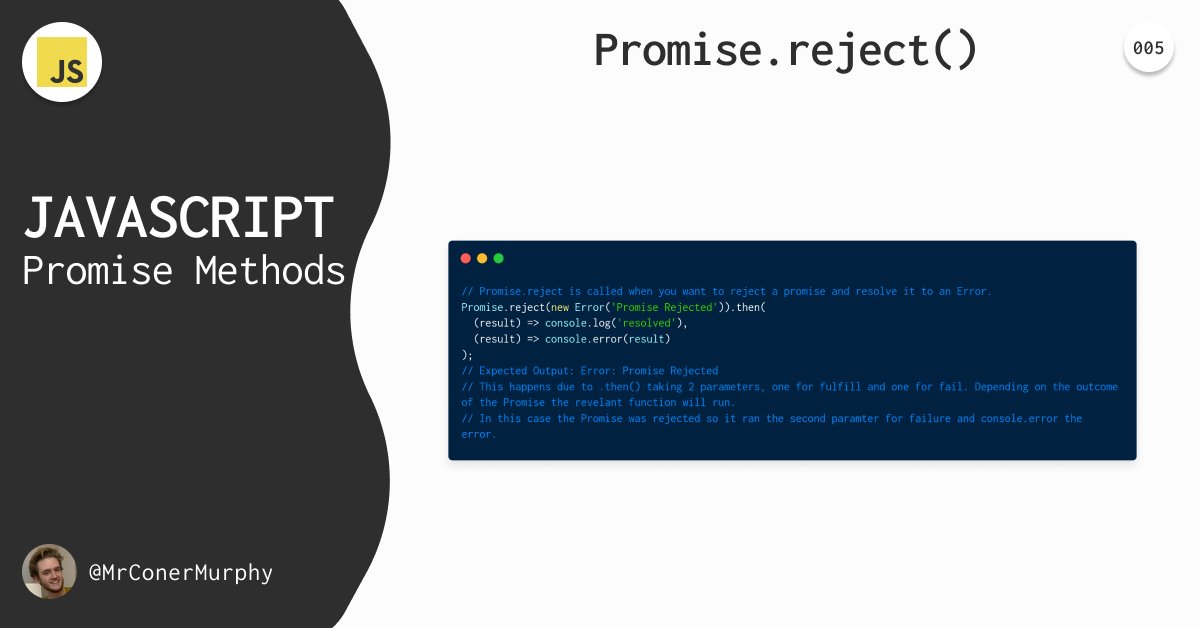 JS
JAVASCRIPT
Promise Methods
@MrConerMurphy
Promise.reject()
005
// Promise.reject is called when you want to reject a promise and resolve it to an Error.
Promise.reject(new Error('Promise Rejected')).then(
  (result) => console.log('resolved'),
  (result) => console.error(result)
);
// Expected Output: Error: Promise Rejected
// This happens due to .then() taking 2 parameters, one for fulfill and one for fail. Depending on the outcome
of the Promise the revelant function will run.
// In this case the Promise was rejected so it ran the second paramter for failure and console.error the
error.